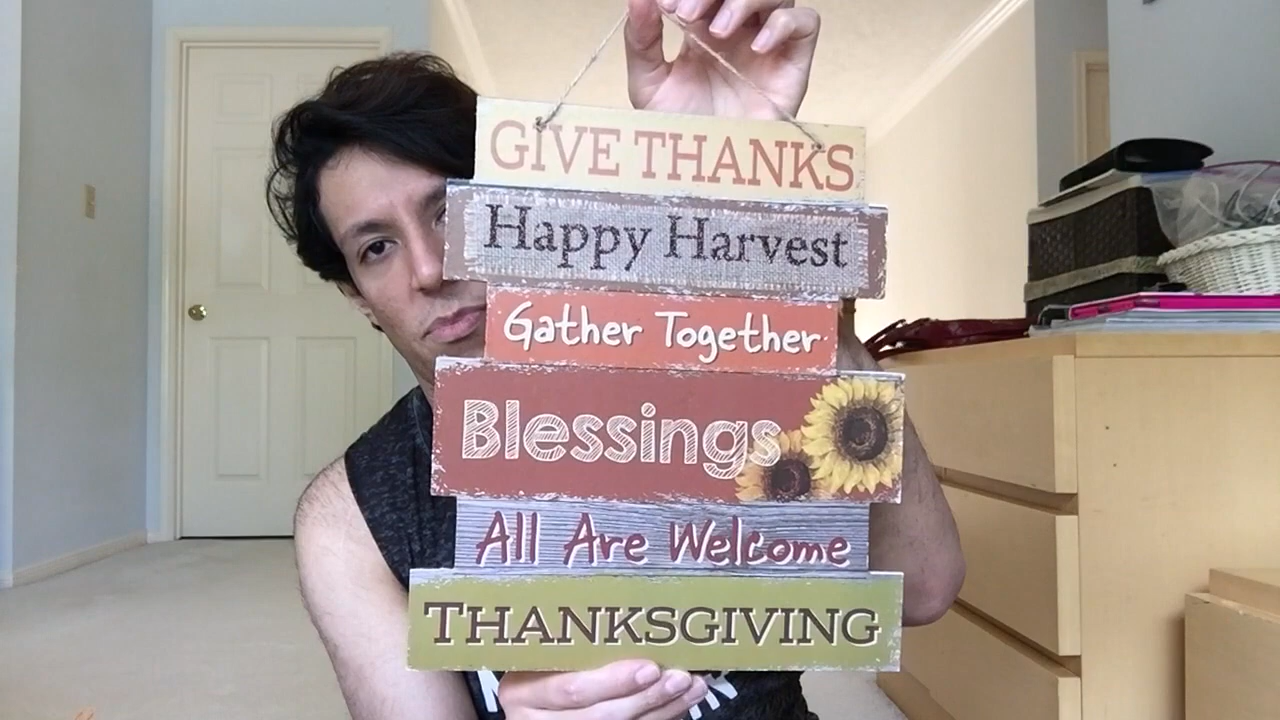 GIVE THANKS
Happy Harvest
Gather Together
Blessings
All Are Welcome
THANKSGIVING